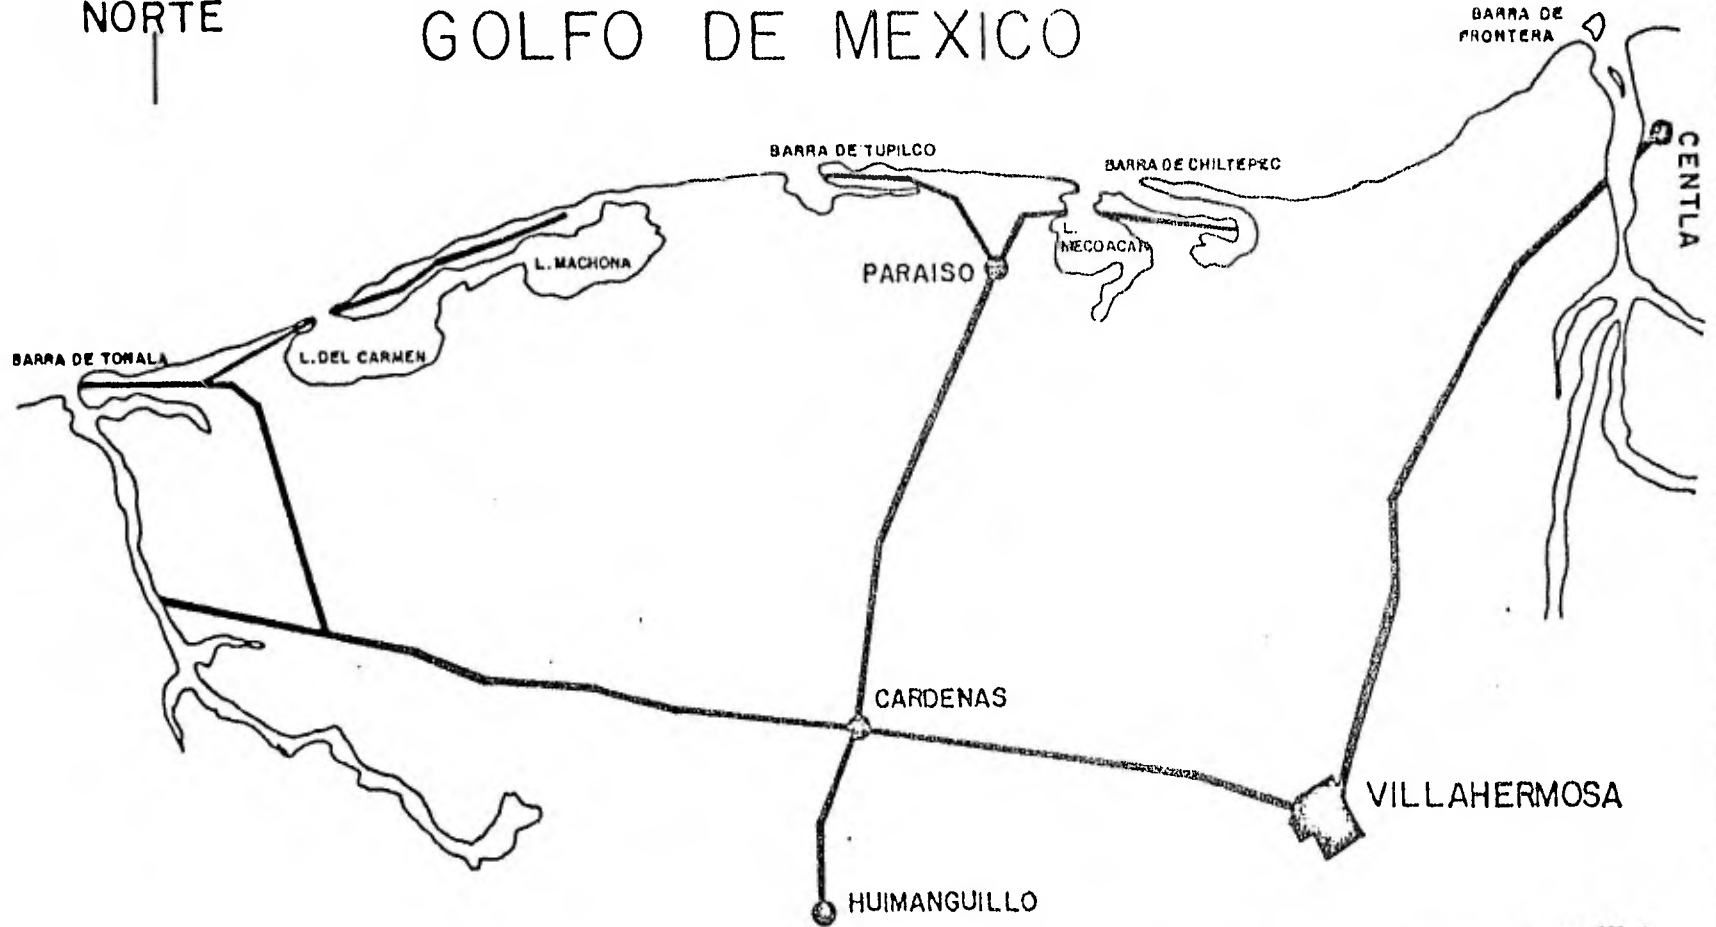 NORTE
GOLFO DE MEXICO
BARRA DE
FRONTERA
CENTLA
BARRA DE TUPILCO
BARRA DE CHILTEPEC
L.
MECOACAN
L. MACHONA
PARAISO
BARRA DE TONALA
L. DEL CARMEN
CARDENAS
VILLAHERMOSA
HUIMANGUILLO